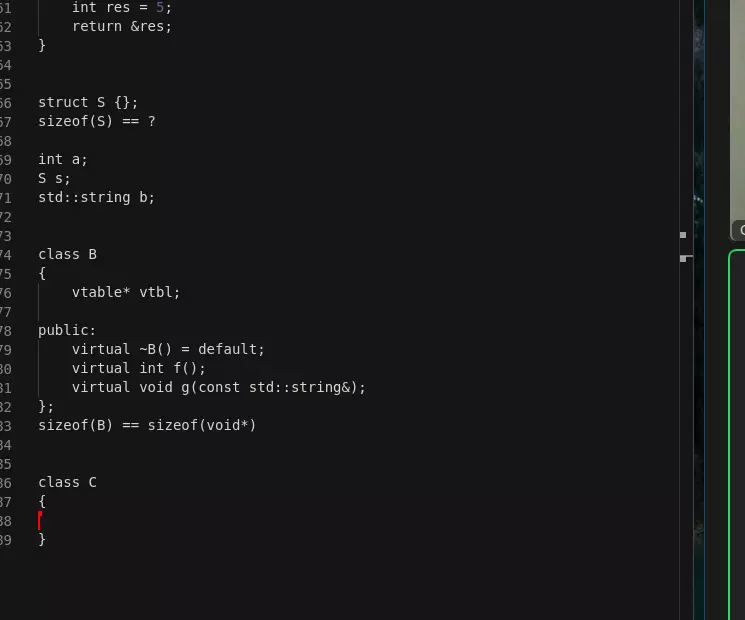 61     int res = 5;
62     return &res;
63 }
64
65
66 struct S {};
67 sizeof(S) == ?
68
69 int a;
70 S s;
71 std::string b;
72
73
74 class B
75 {
76     vtable* vtbl;
77
78 public:
79     virtual ~B() = default;
80     virtual int f();
81     virtual void g(const std::string&);
82 };
83 sizeof(B) == sizeof(void*)
84
85
86 class C
87 {
88
89 }